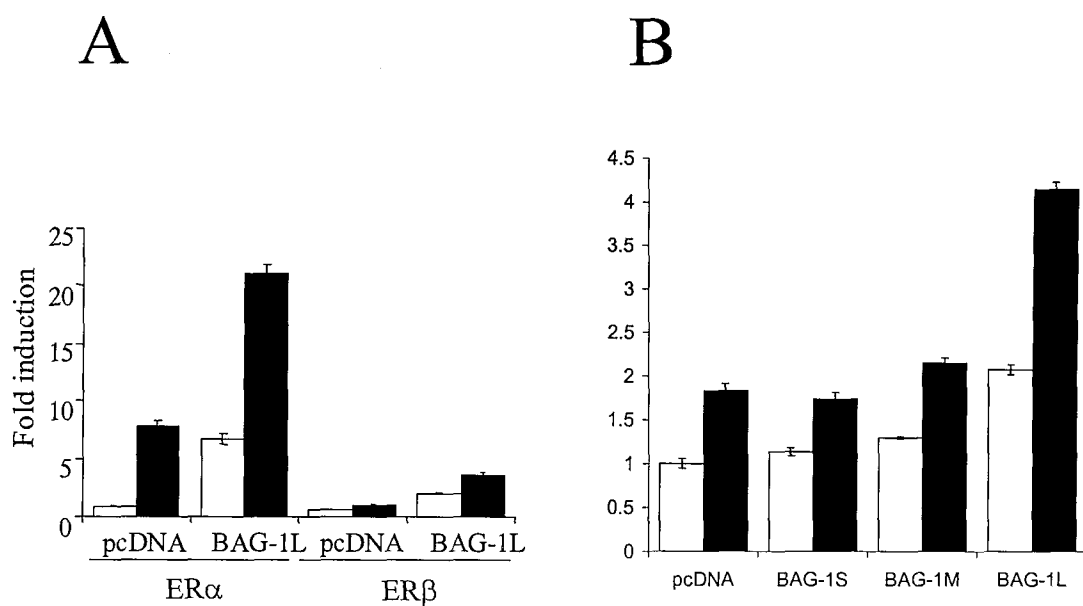 A
B
Fold induction
25
20
15
10
5
0
pcDNA BAG-1L pcDNA BAG-1L
ERα ERβ
4.5
4
3.5
3
2.5
2
1.5
1
0.5
0
pcDNA BAG-1S BAG-1M BAG-1L